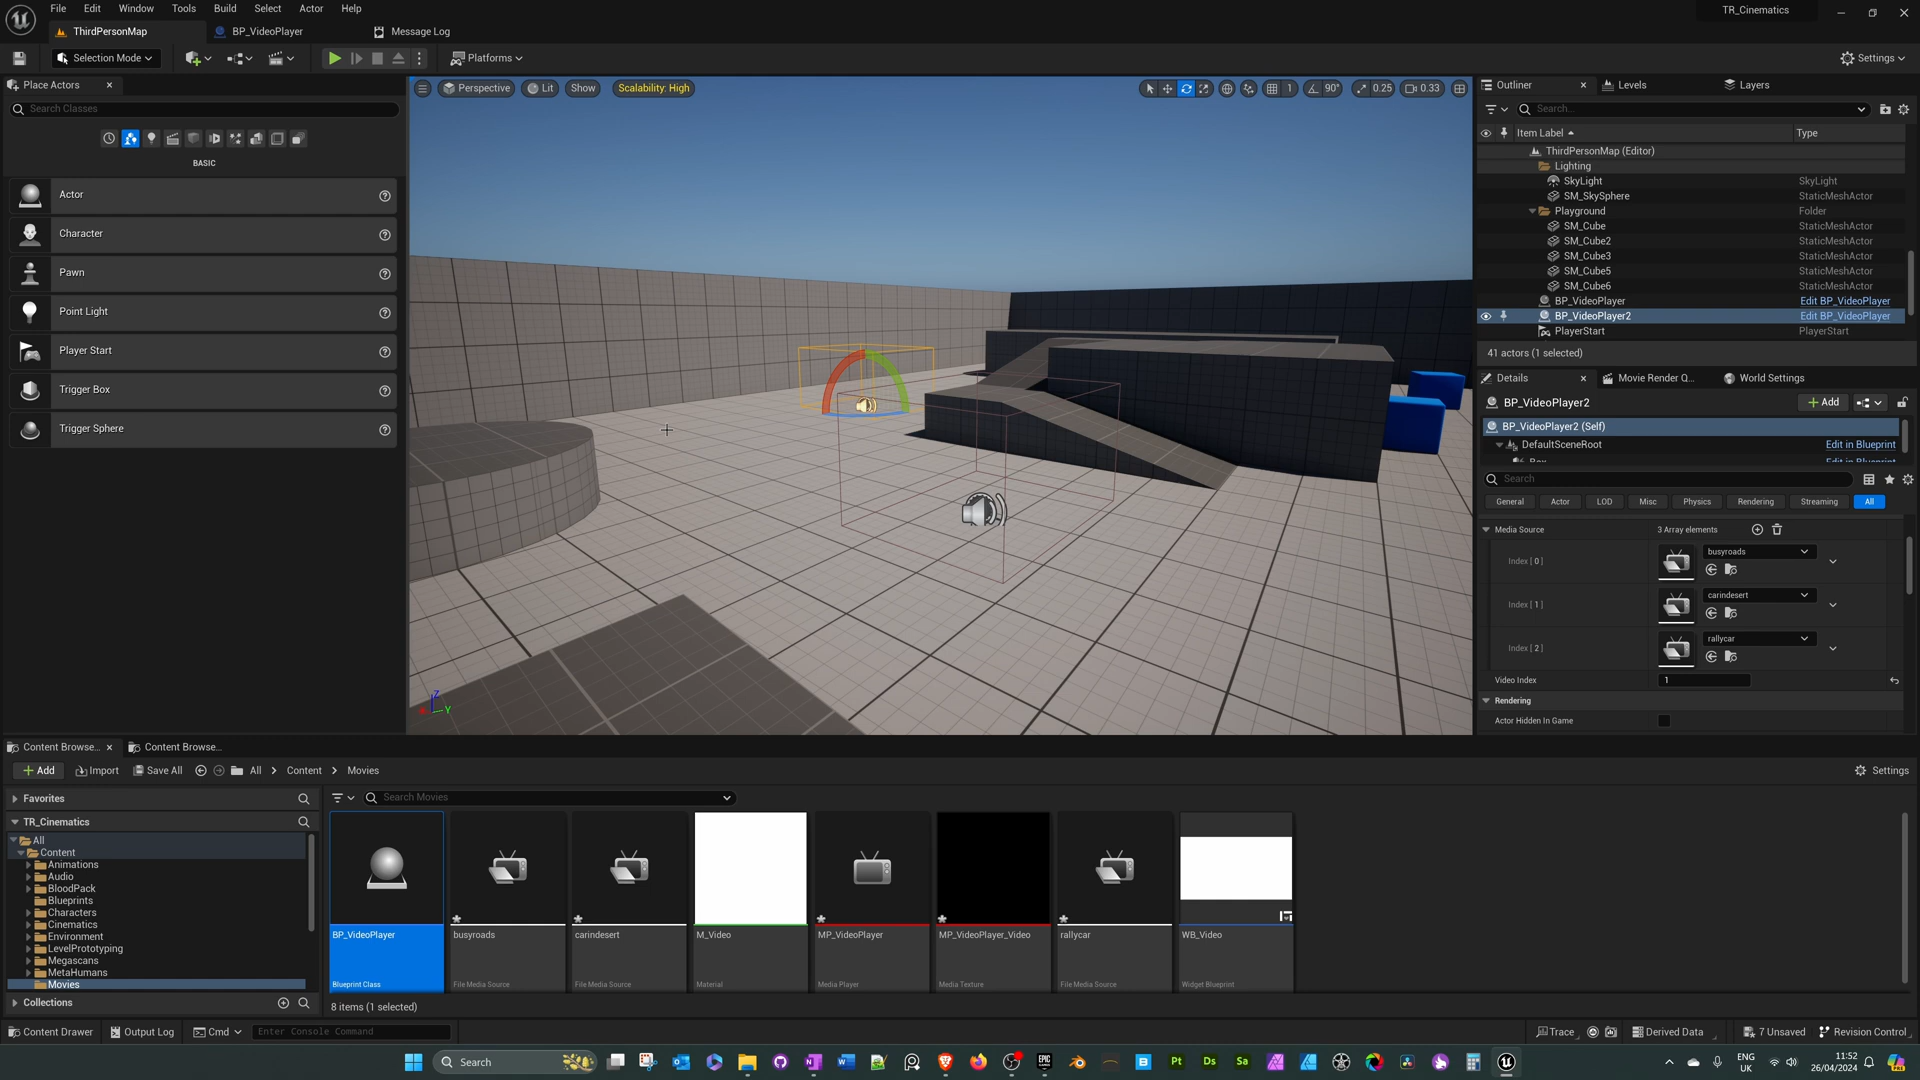 File Edit Window Tools Build Select Actor Help
TR_Cinematics
ThirdPersonMap
BP_VideoPlayer
Message Log
Selection Mode
Platforms
Settings
Place Actors
Search Classes
BASIC
Actor
Character
Pawn
Point Light
Player Start
Trigger Box
Trigger Sphere
Perspective
Lit
Show
Scalability: High
1
90°
0.25
0.33
Z
Y
Outliner
Levels
Layers
Search...
Item Label
Type
ThirdPersonMap (Editor)
Lighting
SkyLight SkyLight
SM_SkySphere StaticMeshActor
Playground Folder
SM_Cube StaticMeshActor
SM_Cube2 StaticMeshActor
SM_Cube3 StaticMeshActor
SM_Cube5 StaticMeshActor
SM_Cube6 StaticMeshActor
BP_VideoPlayer Edit BP_VideoPlayer
BP_VideoPlayer2 Edit BP_VideoPlayer
PlayerStart PlayerStart
41 actors (1 selected)
Details
Movie Render Q...
World Settings
BP_VideoPlayer2
Add
BP_VideoPlayer2 (Self)
DefaultSceneRoot Edit in Blueprint
Search
General Actor LOD Misc Physics Rendering Streaming All
Media Source 3 Array elements
Index [ 0 ] busyroads
Index [ 1 ] carindesert
Index [ 2 ] rallycar
Video Index 1
Rendering
Actor Hidden In Game
Content Browse...
Content Browse...
Add
Import
Save All
All
Content
Movies
Settings
Favorites
TR_Cinematics
All
Content
Animations
Audio
BloodPack
Blueprints
Characters
Cinematics
Environment
LevelPrototyping
Megascans
MetaHumans
Movies
Collections
Search Movies
BP_VideoPlayer
Blueprint Class
busyroads
File Media Source
carindesert
File Media Source
M_Video
Material
MP_VideoPlayer
Media Player
MP_VideoPlayer_Video
Media Texture
rallycar
File Media Source
WB_Video
Widget Blueprint
8 items (1 selected)
Content Drawer
Output Log
Cmd
Enter Console Command
Trace
Derived Data
7 Unsaved
Revision Control
Search
Pt
Ds
Sa
ENG
UK
11:52
26/04/2024